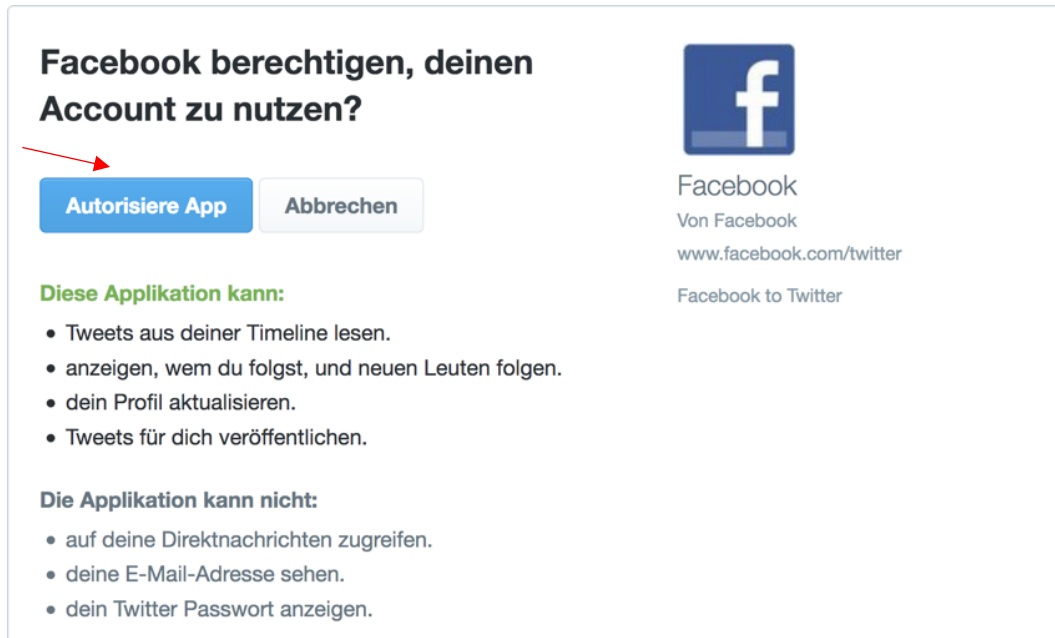 Facebook berechtigen, deinen
Account zu nutzen?
Autorisiere App
Abbrechen
Diese Applikation kann:
• Tweets aus deiner Timeline lesen.
• anzeigen, wem du folgst, und neuen Leuten folgen.
• dein Profil aktualisieren.
• Tweets für dich veröffentlichen.
Die Applikation kann nicht:
• auf deine Direktnachrichten zugreifen.
• deine E-Mail-Adresse sehen.
• dein Twitter Passwort anzeigen.
f
Facebook
Von Facebook
www.facebook.com/twitter
Facebook to Twitter